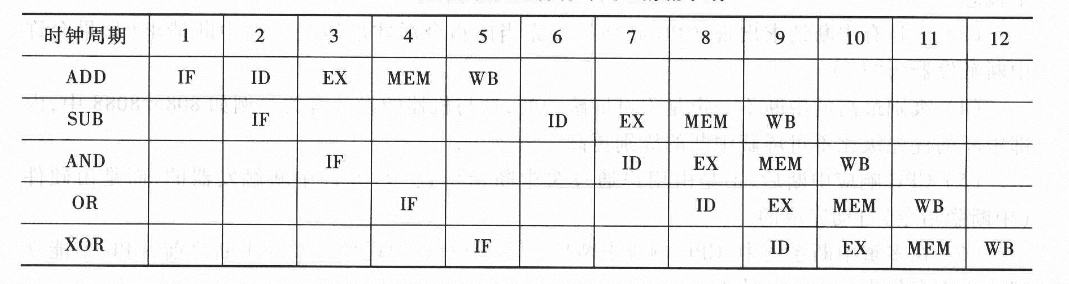 时钟周期 1 2 3 4 5 6 7 8 9 10 11 12
ADD IF ID EX MEM WB
SUB IF ID EX MEM WB
AND IF ID EX MEM WB
OR IF ID EX MEM WB
XOR IF ID EX MEM WB